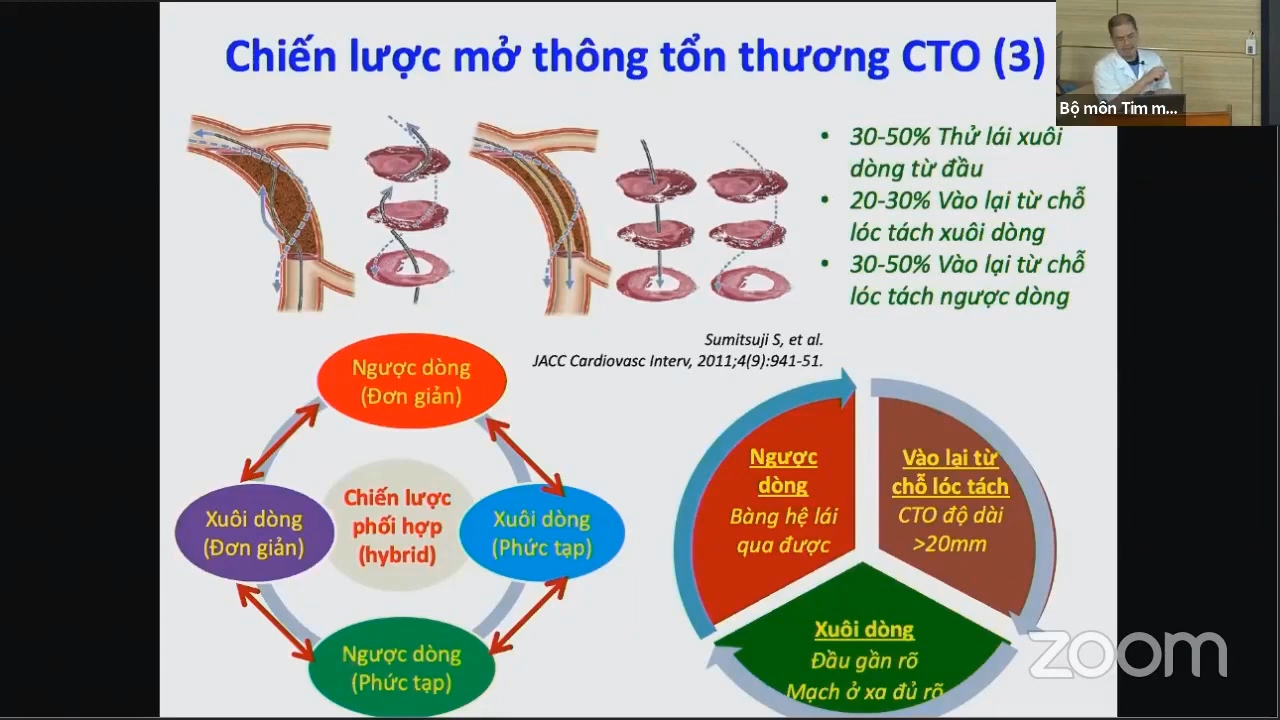 Chiến lược mở thông tổn thương CTO (3)
Bộ môn Tim m...
• 30-50% Thử lái xuôi
dòng từ đầu
• 20-30% Vào lại từ chỗ
lóc tách xuôi dòng
• 30-50% Vào lại từ chỗ
lóc tách ngược dòng
Sumitsuji S, et al.
JACC Cardiovasc Interv, 2011;4(9):941-51.
Ngược dòng
(Đơn giản)
Xuôi dòng
(Đơn giản)
Chiến lược
phối hợp
(hybrid)
Xuôi dòng
(Phức tạp)
Ngược dòng
(Phức tạp)
Ngược
dòng
Bàng hệ lái
qua được
Vào lại từ
chỗ lóc tách
CTO độ dài
>20mm
Xuôi dòng
Đầu gần rõ
Mạch ở xa đủ rõ
zoom